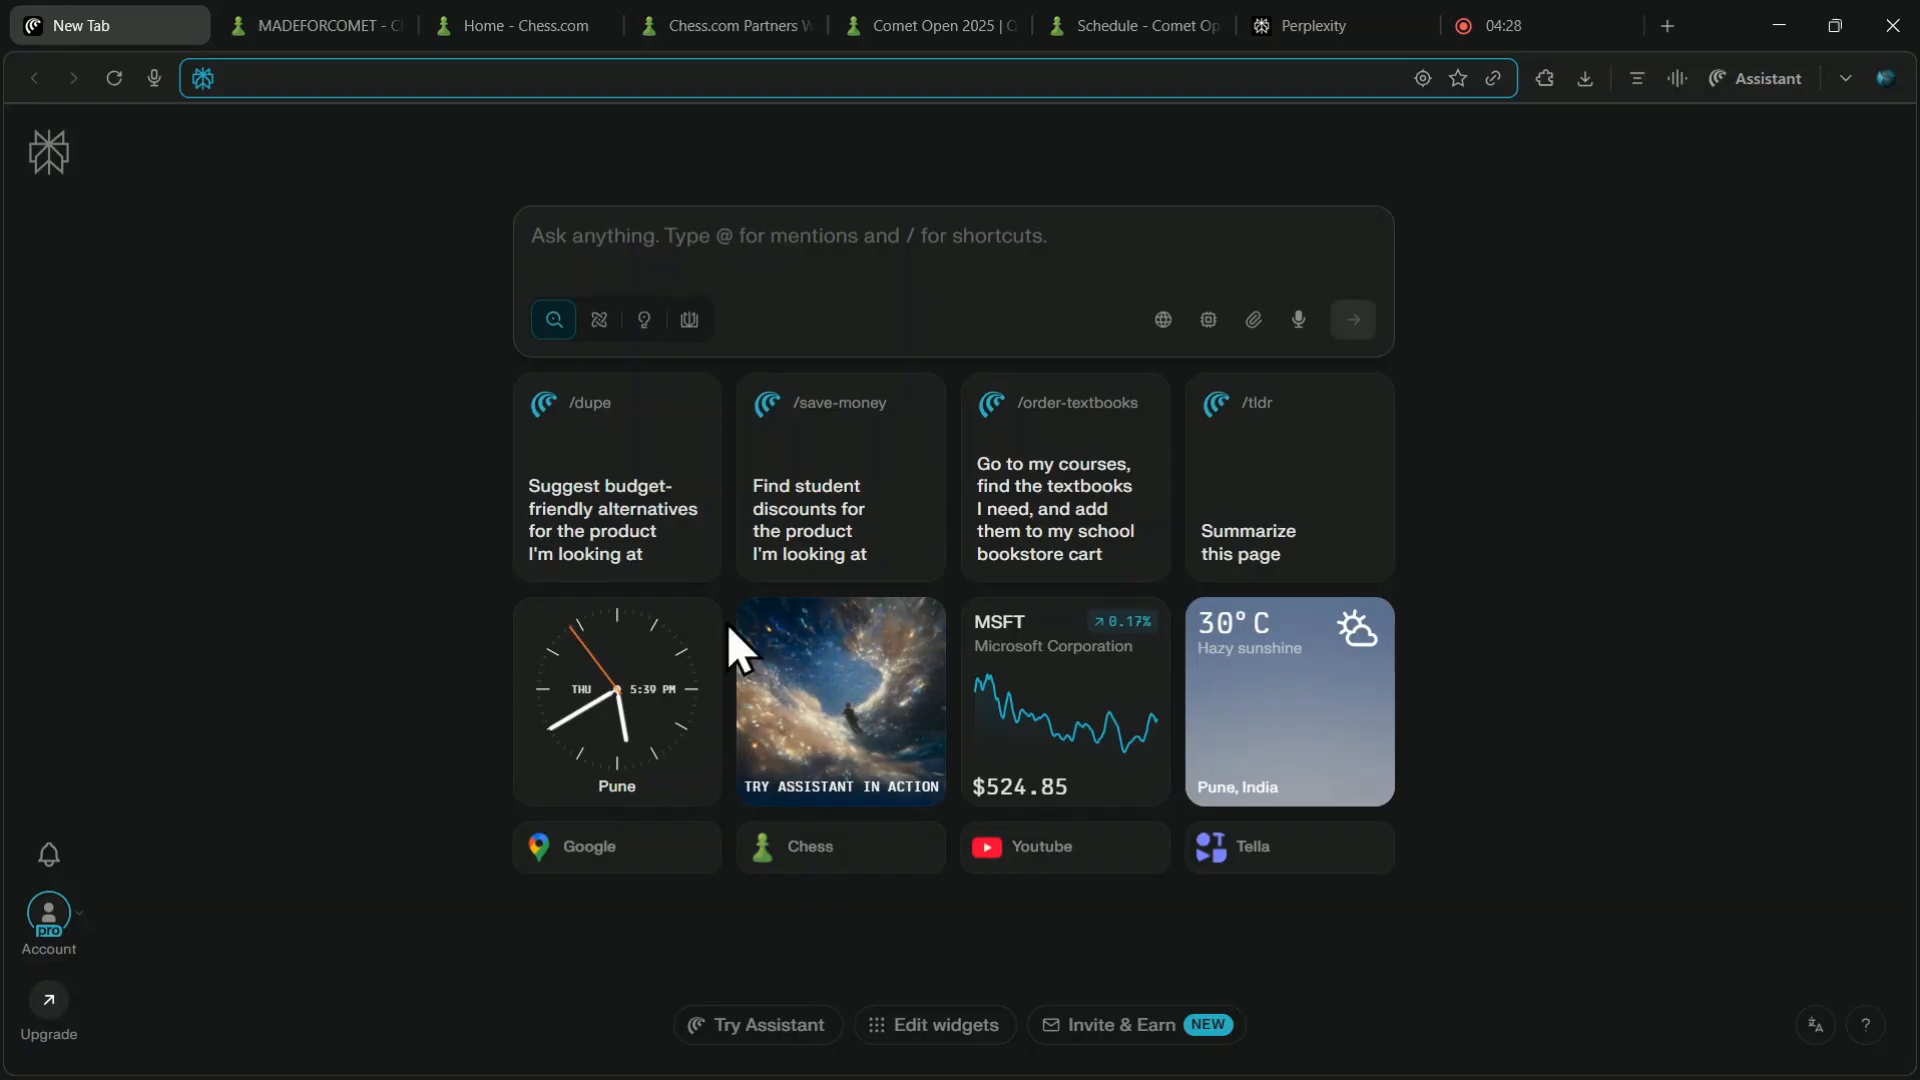 New Tab
MADEFORCOMET - C
Home - Chess.com
Chess.com Partners W
Comet Open 2025 | C
Schedule - Comet Op
Perplexity
04:28
Assistant
Ask anything. Type @ for mentions and / for shortcuts.
/dupe
Suggest budget-
friendly alternatives
for the product
I'm looking at
/save-money
Find student
discounts for
the product
I'm looking at
/order-textbooks
Go to my courses,
find the textbooks
I need, and add
them to my school
bookstore cart
/tldr
Summarize
this page
THU 5:39 PM
Pune
TRY ASSISTANT IN ACTION
MSFT
0.17%
Microsoft Corporation
$524.85
30° C
Hazy sunshine
Pune, India
Google
Chess
Youtube
Tella
pro
Account
Upgrade
Try Assistant
Edit widgets
Invite & Earn NEW
?